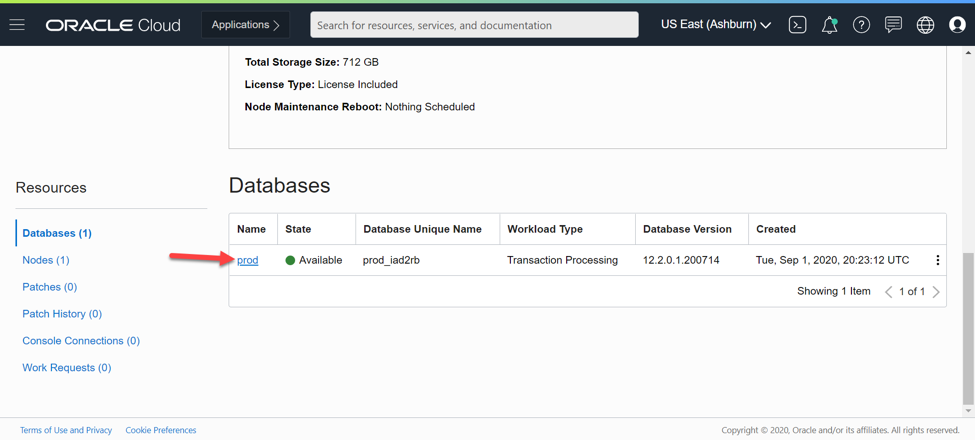 ORACLE Cloud Applications Search for resources, services, and documentation US East (Ashburn)
Total Storage Size: 712 GB
License Type: License Included
Node Maintenance Reboot: Nothing Scheduled
Resources
Databases (1)
Nodes (1)
Patches (0)
Patch History (0)
Console Connections (0)
Work Requests (0)
Databases
Name State Database Unique Name Workload Type Database Version Created
prod Available prod_iad2rb Transaction Processing 12.2.0.1.200714 Tue, Sep 1, 2020, 20:23:12 UTC
Showing 1 Item 1 of 1
Terms of Use and Privacy Cookie Preferences Copyright © 2020, Oracle and/or its affiliates. All rights reserved.